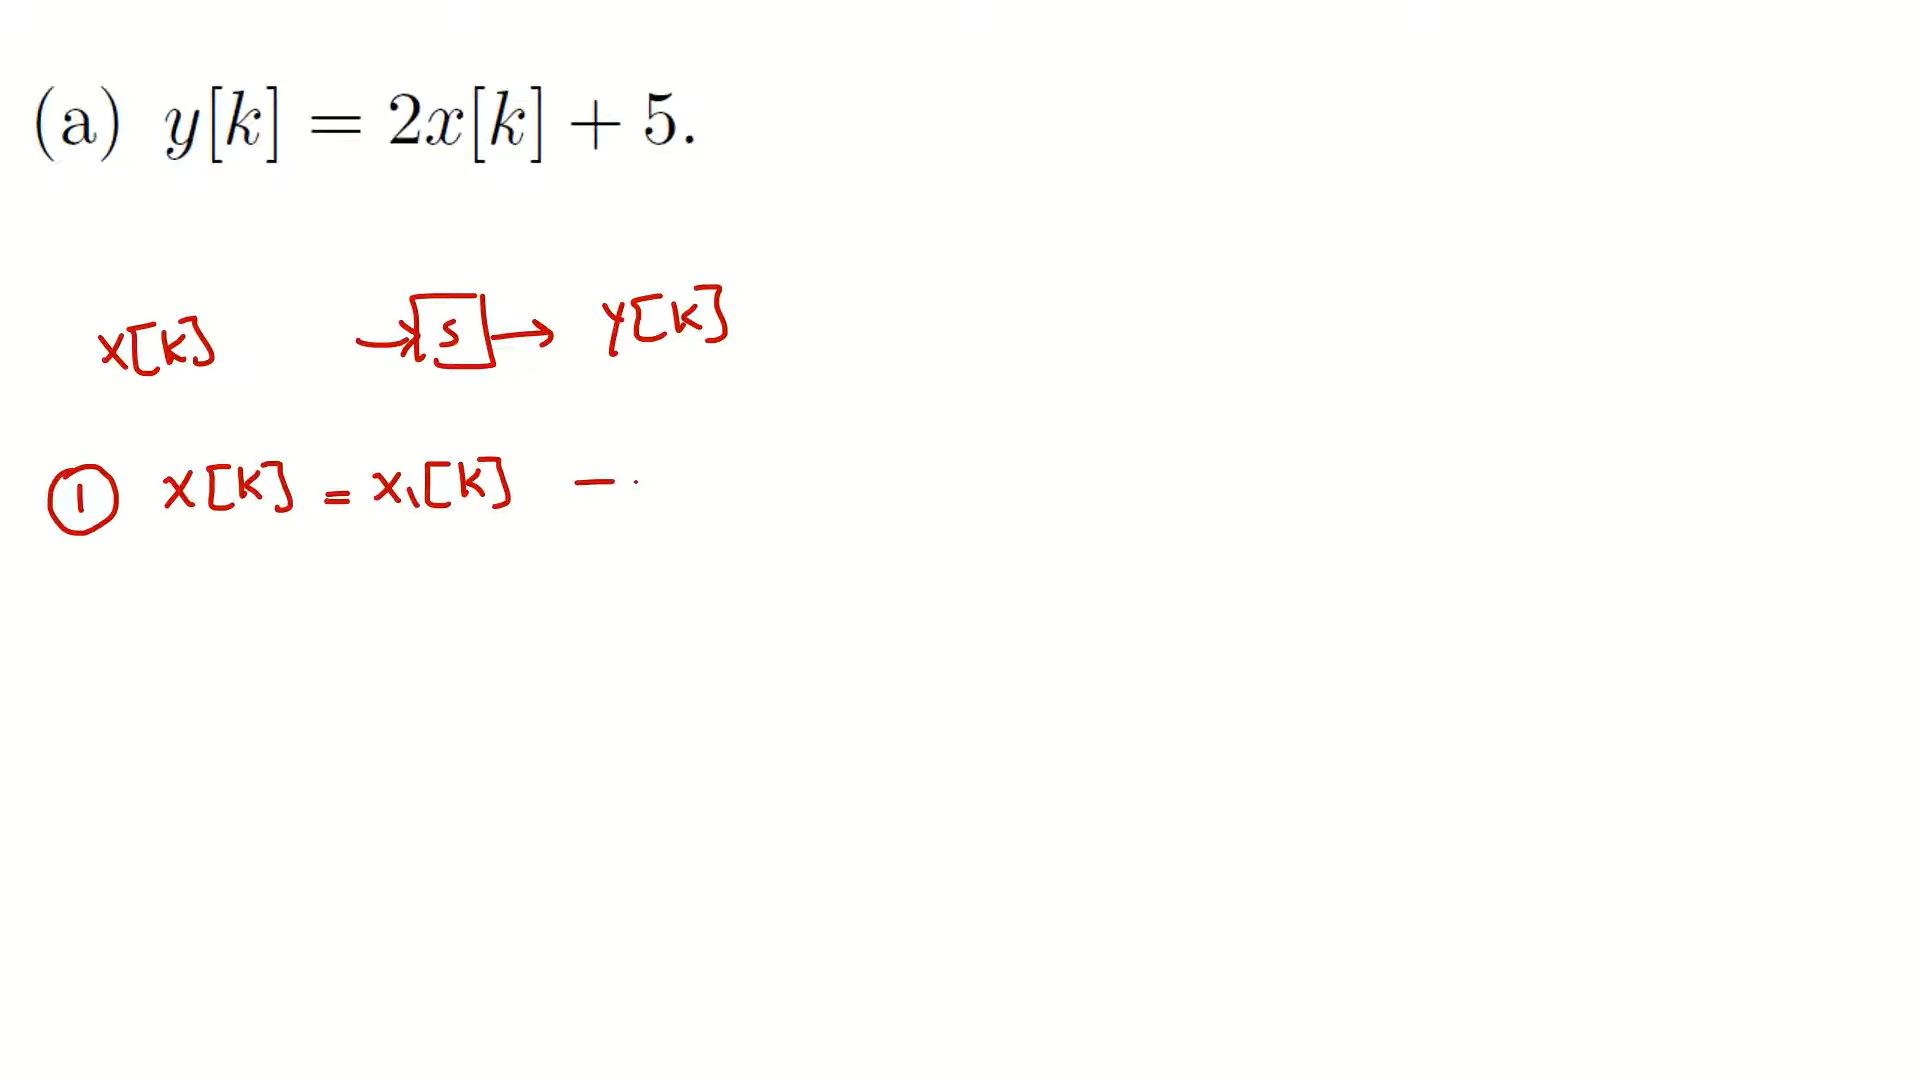 (a) y[k] = 2x[k] + 5.
x[k] → S → y[k]
① x[k] = x₁[k] –